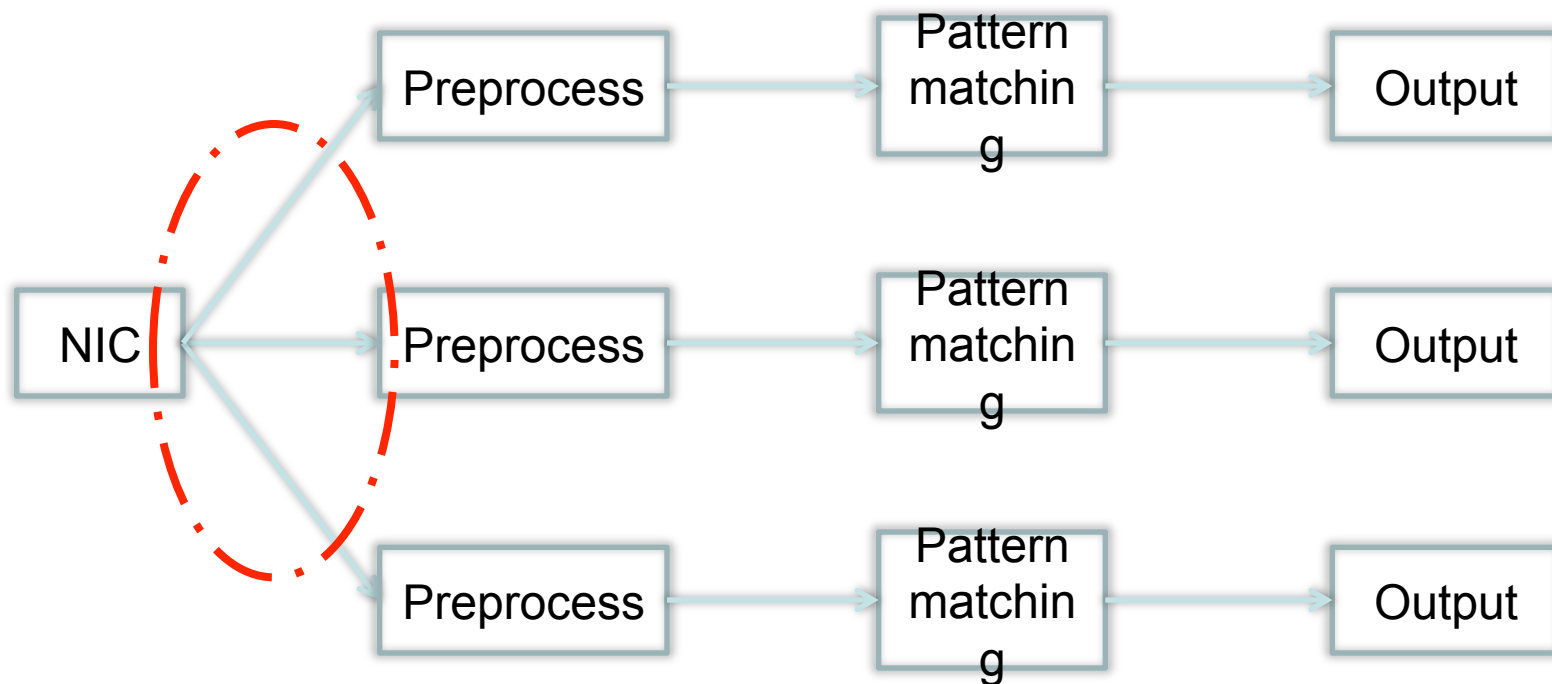 Preprocess
Pattern
matchin
g
Output
NIC
Preprocess
Pattern
matchin
g
Output
Preprocess
Pattern
matchin
g
Output